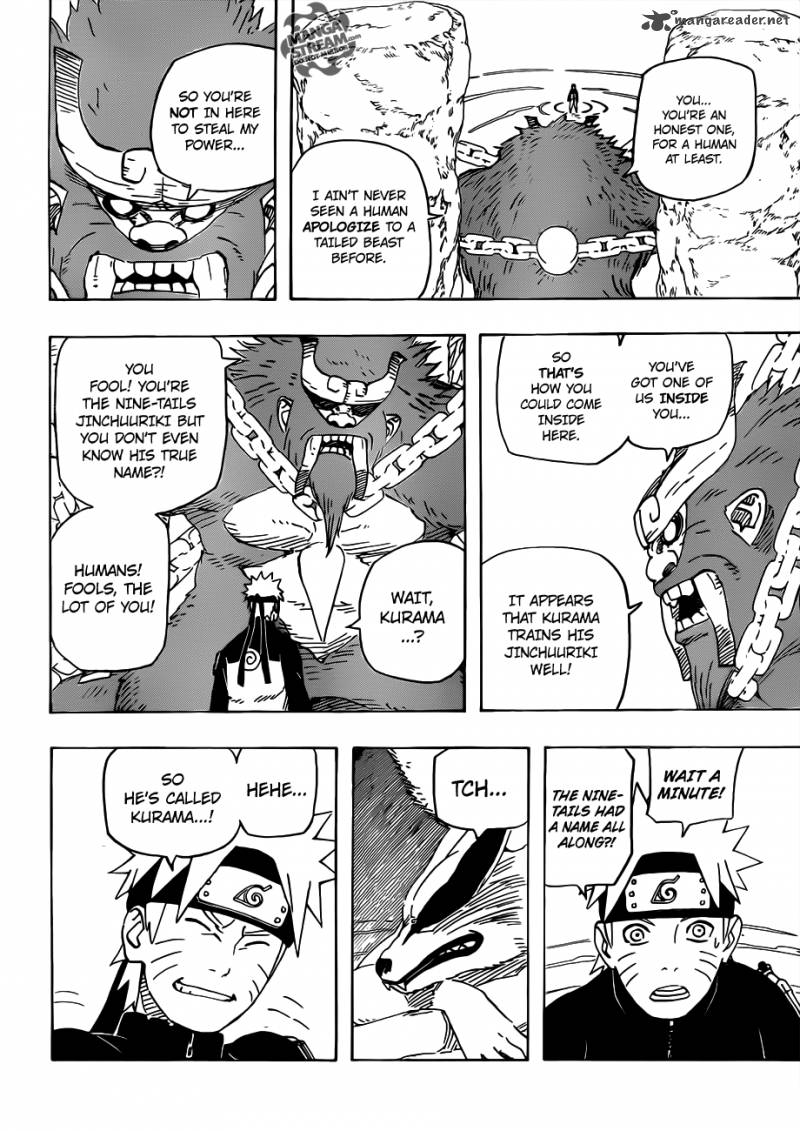 mangareader.net
MANGA
STREAM.COM
YOU...
YOU'RE AN
HONEST ONE,
FOR A HUMAN
AT LEAST.
I AIN'T NEVER
SEEN A HUMAN
APOLOGIZE TO A
TAILED BEAST
BEFORE.
SO YOU'RE
NOT IN HERE
TO STEAL MY
POWER...
YOU'VE
GOT ONE OF
US INSIDE
YOU...
SO
THAT'S
HOW YOU
COULD COME
INSIDE
HERE.
IT APPEARS
THAT KURAMA
TRAINS HIS
JINCHUURIKI
WELL!
WAIT,
KURAMA
...?
YOU
FOOL! YOU'RE
THE NINE-TAILS
JINCHUURIKI BUT
YOU DON'T EVEN
KNOW HIS TRUE
NAME?!
HUMANS!
FOOLS, THE
LOT OF YOU!
WAIT A
MINUTE!
THE NINE-
TAILS HAD
A NAME ALL
ALONG?!
TCH...
HEHE...
SO
HE'S CALLED
KURAMA...!